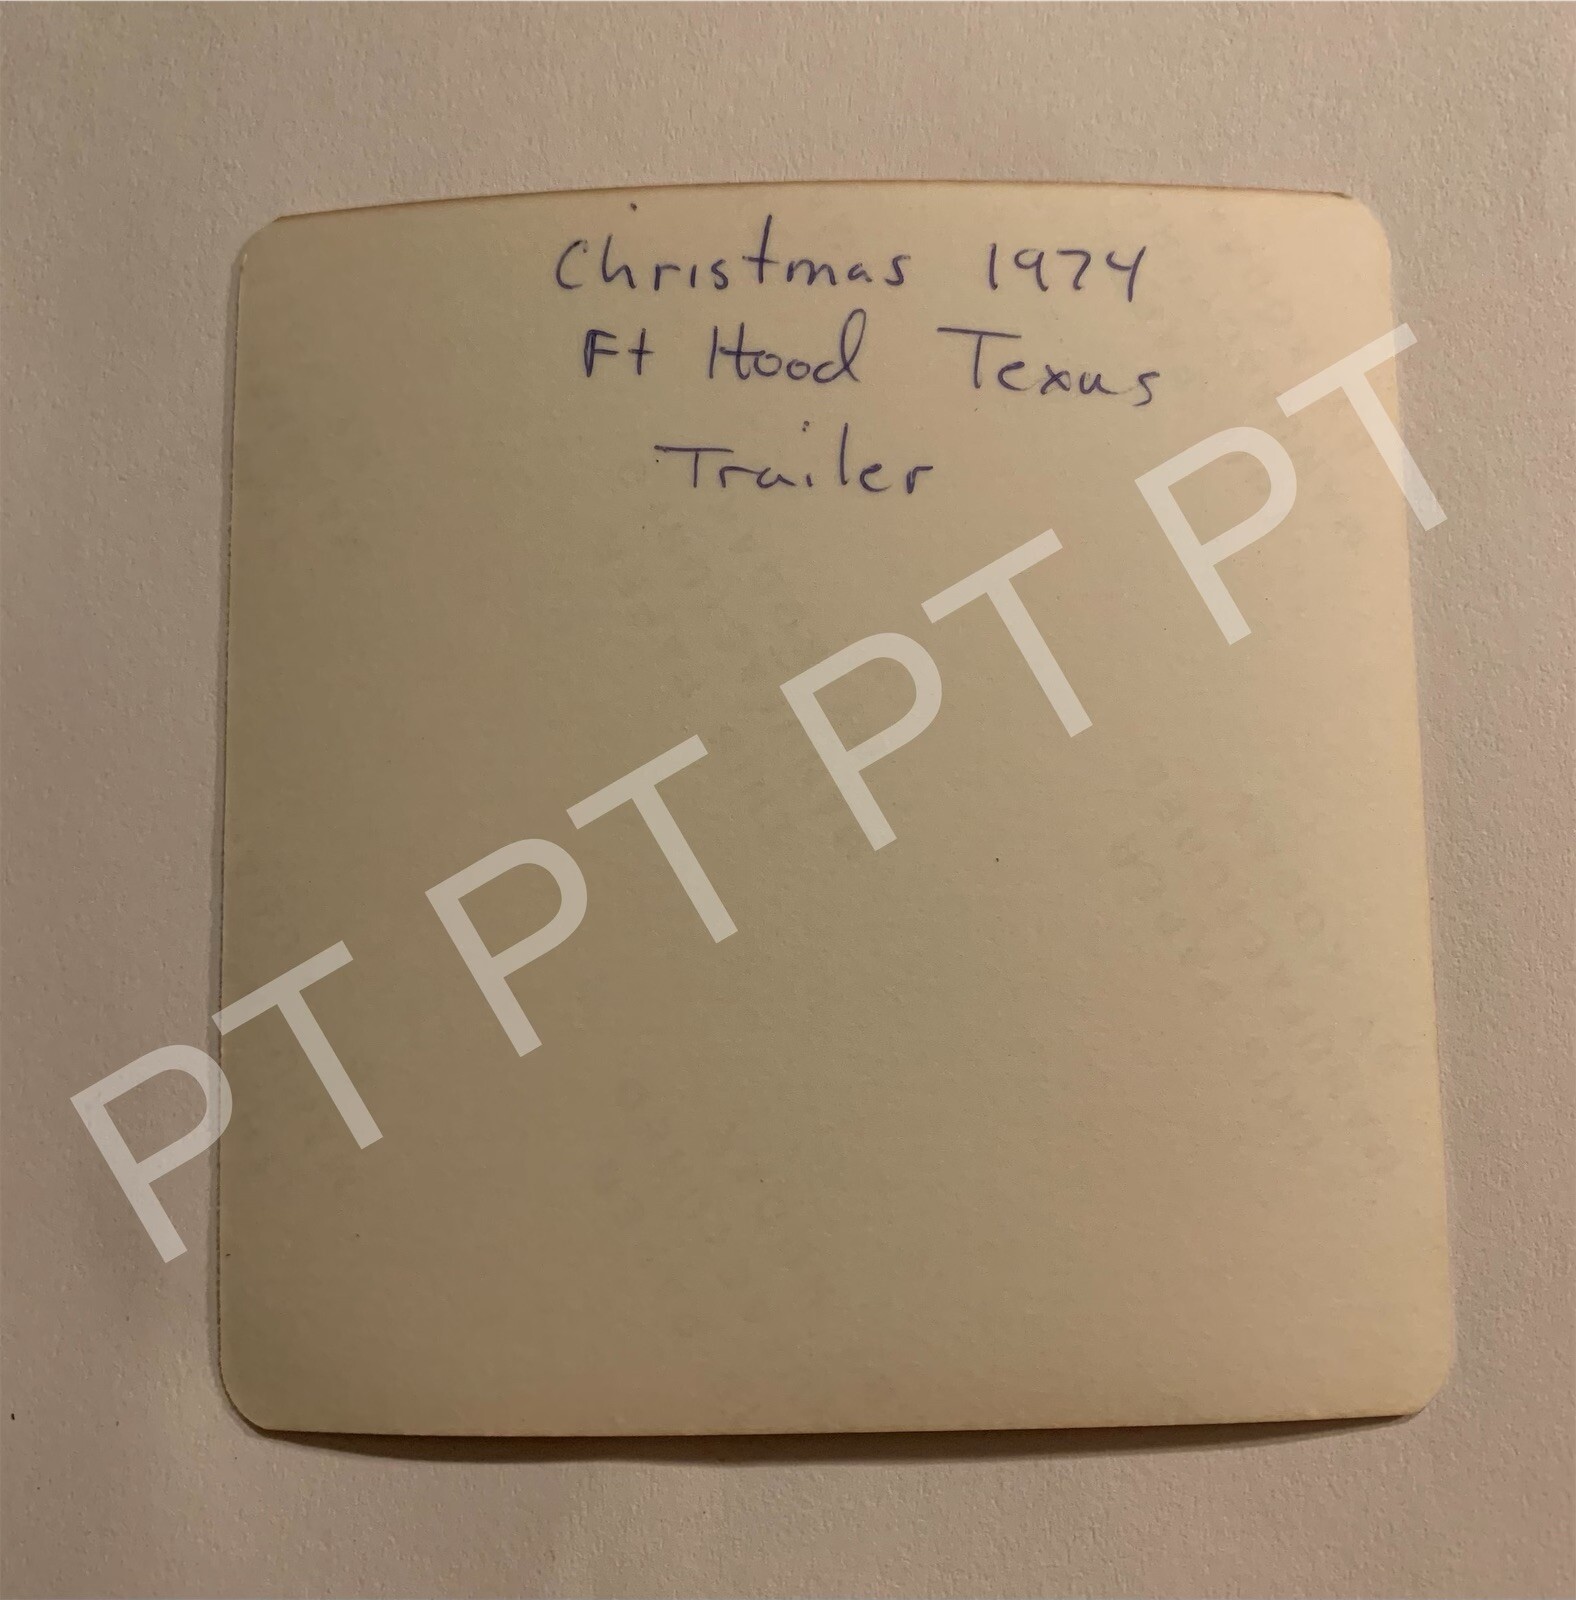 Christmas 1974
Ft Hood Texas
Trailer
PT PT PT PT